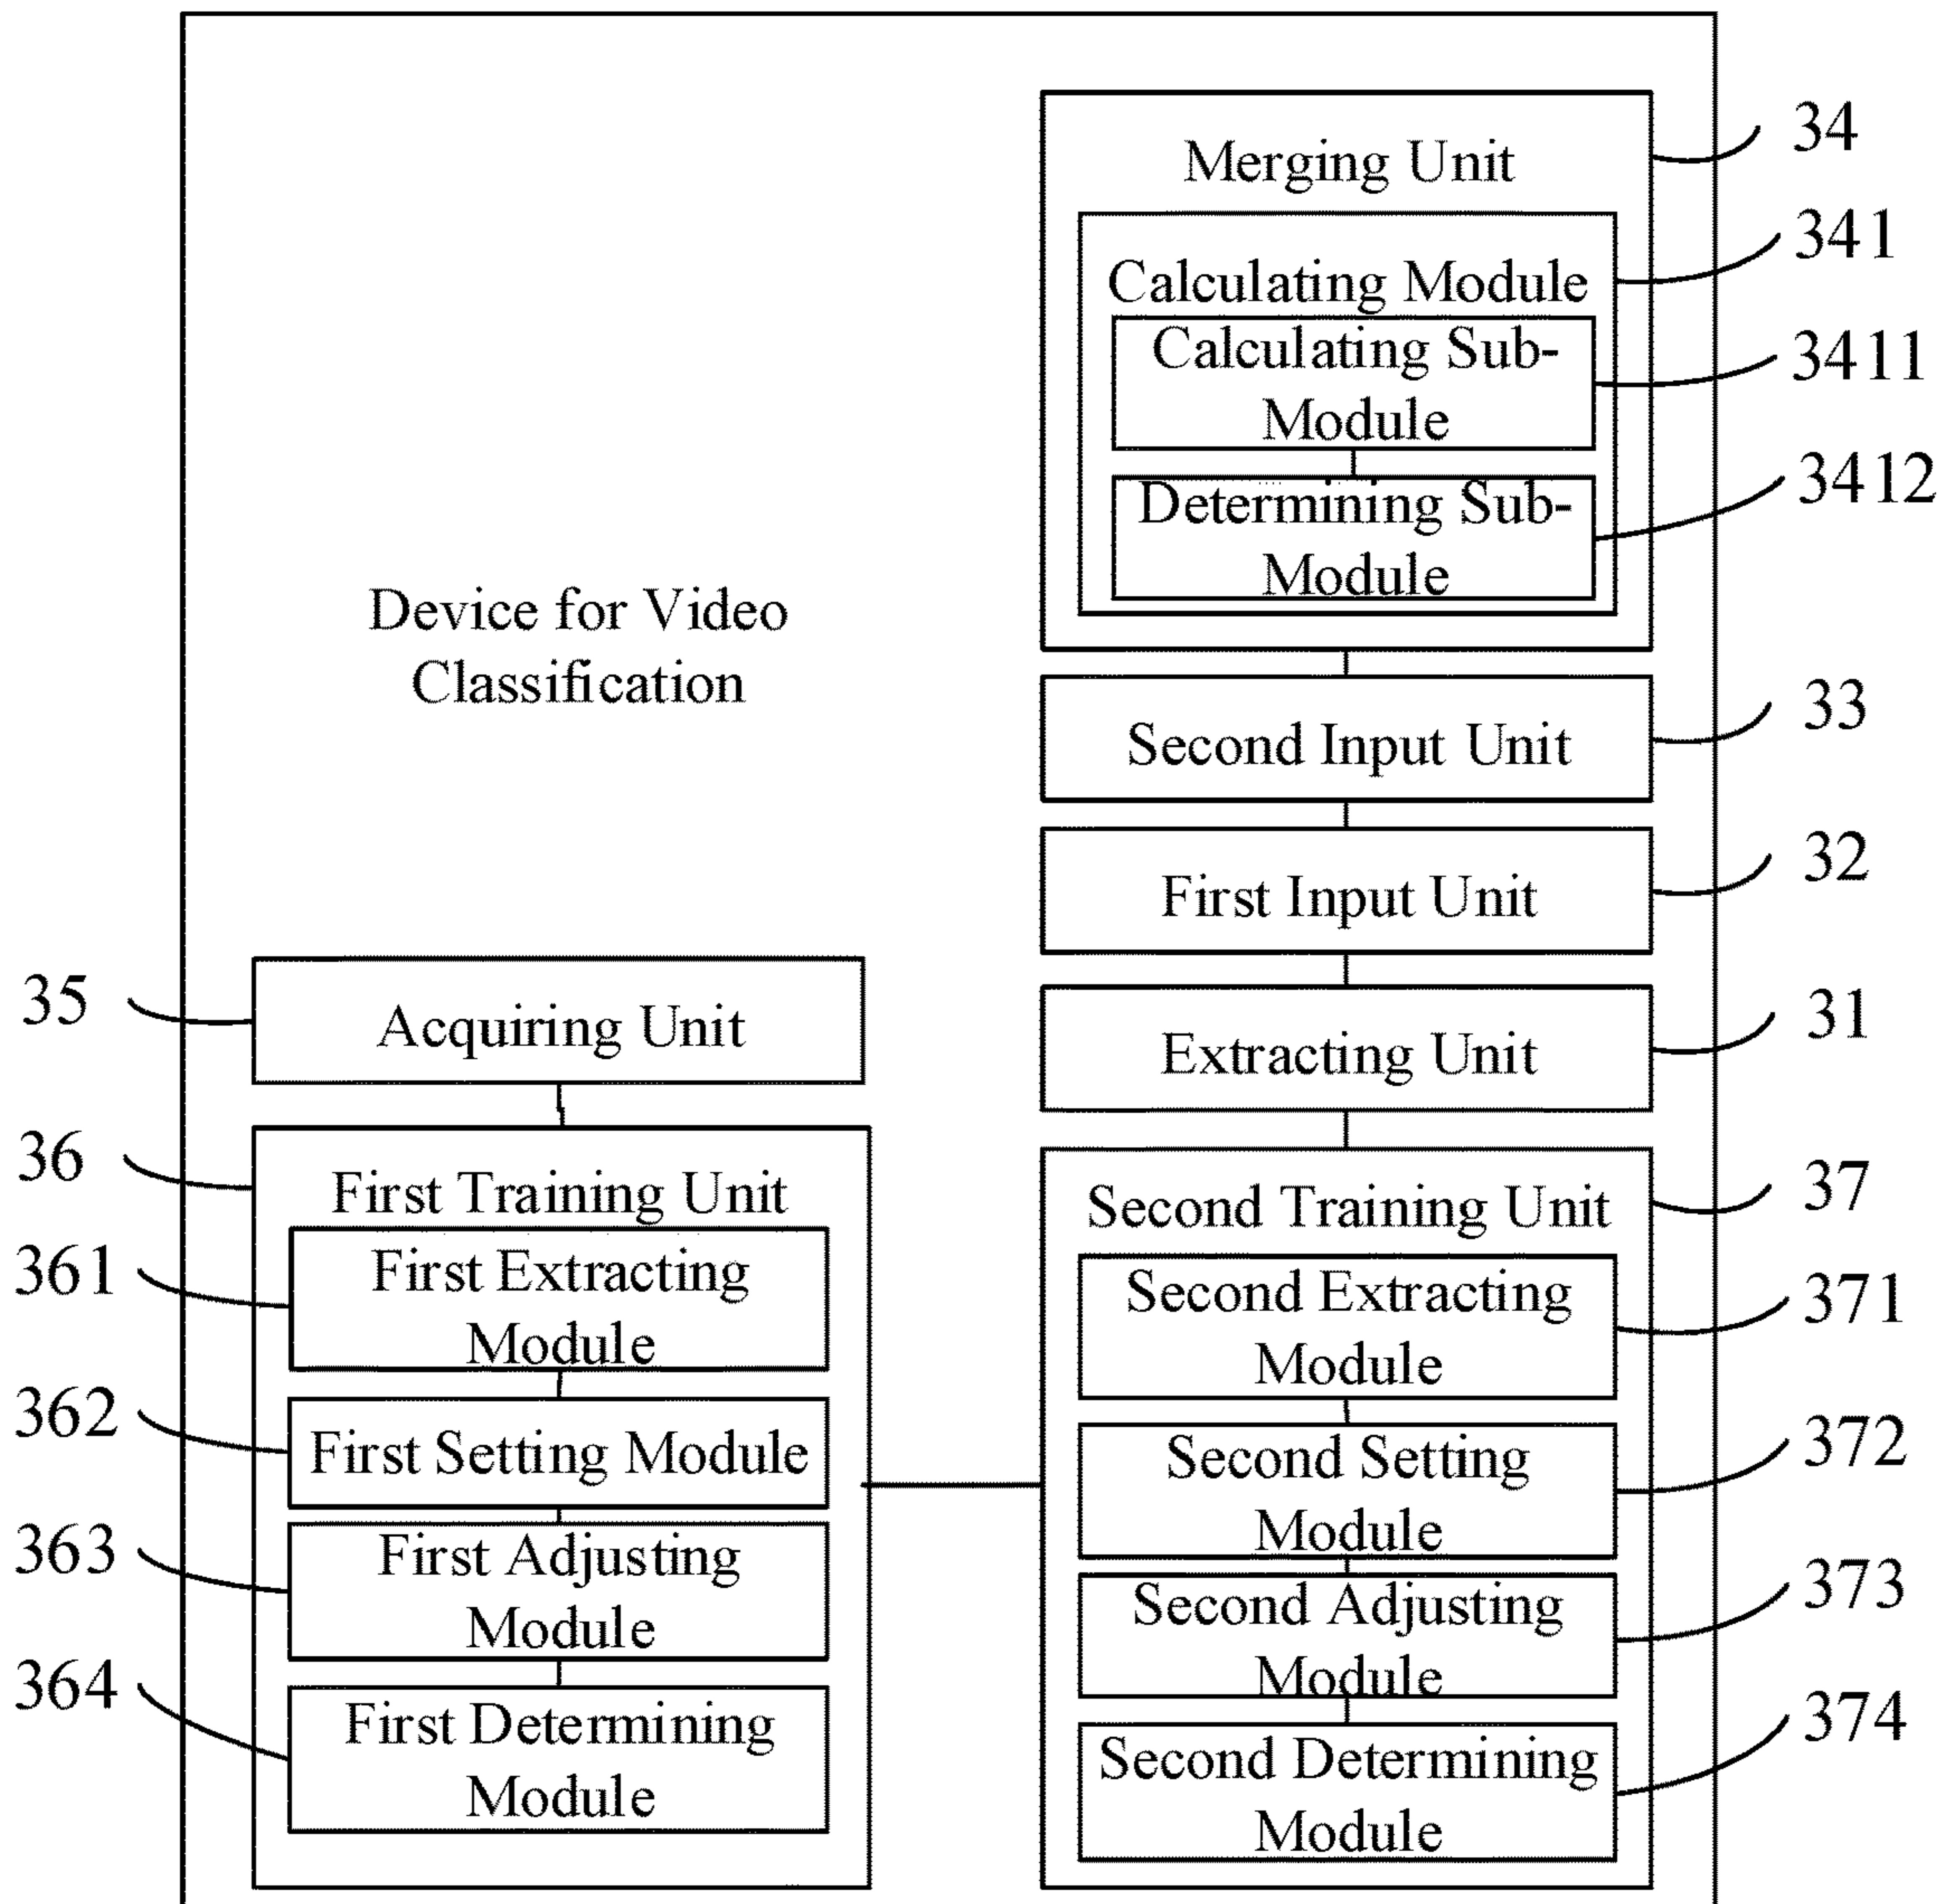 Merging Unit
34
Calculating Module
341
Calculating Sub-
Module
3411
Determining Sub-
Module
3412
Device for Video
Classification
Second Input Unit
33
First Input Unit
32
35
Acquiring Unit
Extracting Unit
31
36
First Training Unit
361
First Extracting
Module
362
First Setting Module
363
First Adjusting
Module
364
First Determining
Module
Second Training Unit
37
Second Extracting
Module
371
Second Setting
Module
372
Second Adjusting
Module
373
Second Determining
Module
374